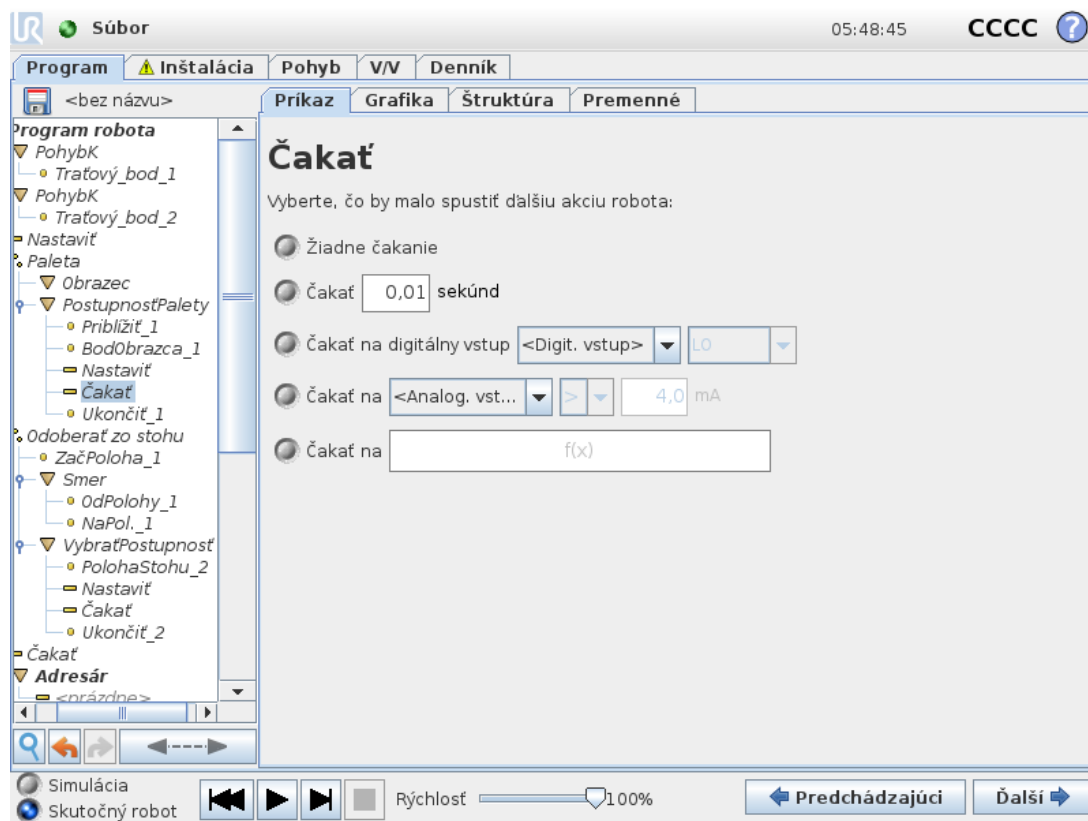 UR Súbor 05:48:45 CCCC ?
Program Inštalácia Pohyb V/V Denník
<bez názvu> Príkaz Grafika Štruktúra Premenné
Program robota
PohybK
Traťový_bod_1
PohybK
Traťový_bod_2
Nastaviť
Paleta
Obrazec
PostupnosťPalety
Priblížiť_1
BodObrazca_1
Nastaviť
Čakať
Ukončiť_1
Odoberať zo stohu
ZačPoloha_1
Smer
OdPolohy_1
NaPol._1
VybraťPostupnosť
PolohaStohu_2
Nastaviť
Čakať
Ukončiť_2
Čakať
Adresár
<prázdne>
Čakať
Vyberte, čo by malo spustiť ďalšiu akciu robota:
Žiadne čakanie
Čakať 0,01 sekúnd
Čakať na digitálny vstup <Digit. vstup> LO
Čakať na <Analog. vst... > 4,0 mA
Čakať na f(x)
Simulácia
Skutočný robot
Rýchlosť 100%
Predchádzajúci Ďalší